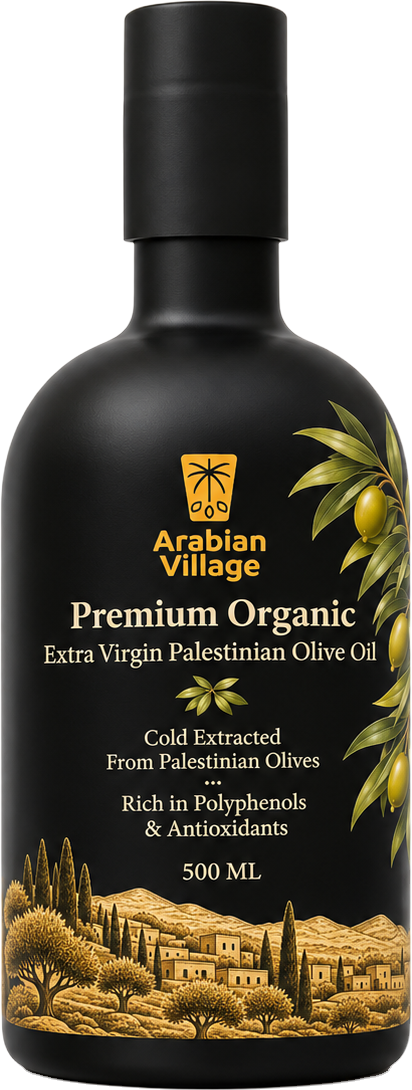 Arabian
Village
Premium Organic
Extra Virgin Palestinian Olive Oil
Cold Extracted
From Palestinian Olives
...
Rich in Polyphenols
& Antioxidants
500 ML